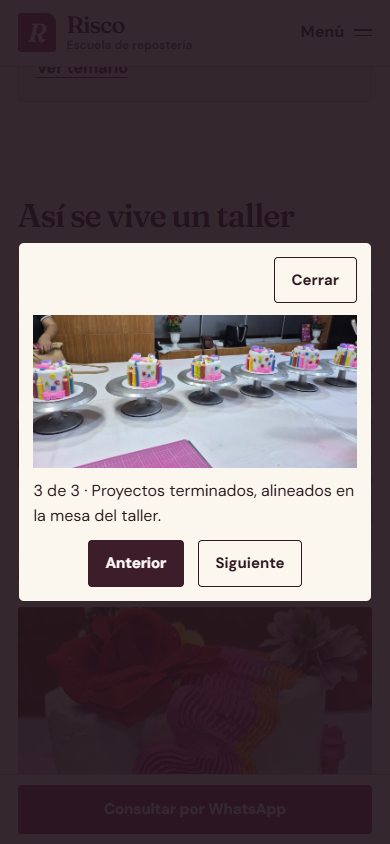 R Risco
Escuela de repostería
Menú
Ver temario
Así se vive un taller
Cerrar
3 de 3 · Proyectos terminados, alineados en
la mesa del taller.
Anterior
Siguiente
Consultar por WhatsApp